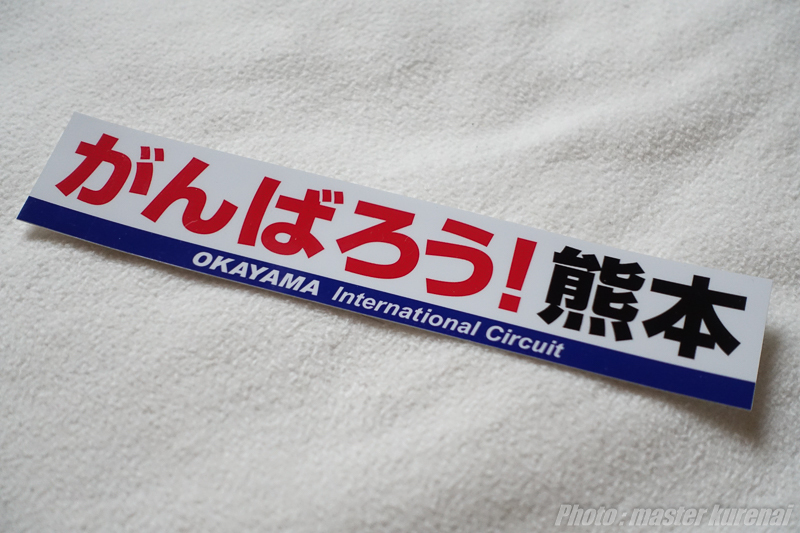 がんばろう!熊本
OKAYAMA International Circuit
Photo : master kurenai